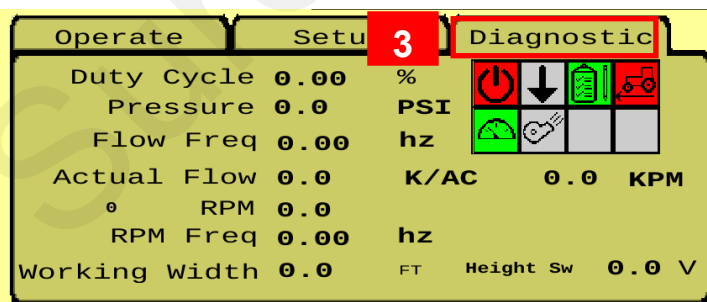 Operate Setu 3 Diagnostic
Duty Cycle 0.00 %
Pressure 0.0 PSI
Flow Freq 0.00 hz
Actual Flow 0.0 K/AC 0.0 KPM
0 RPM 0.0
RPM Freq 0.00 hz
Working Width 0.0 FT Height Sw 0.0 V